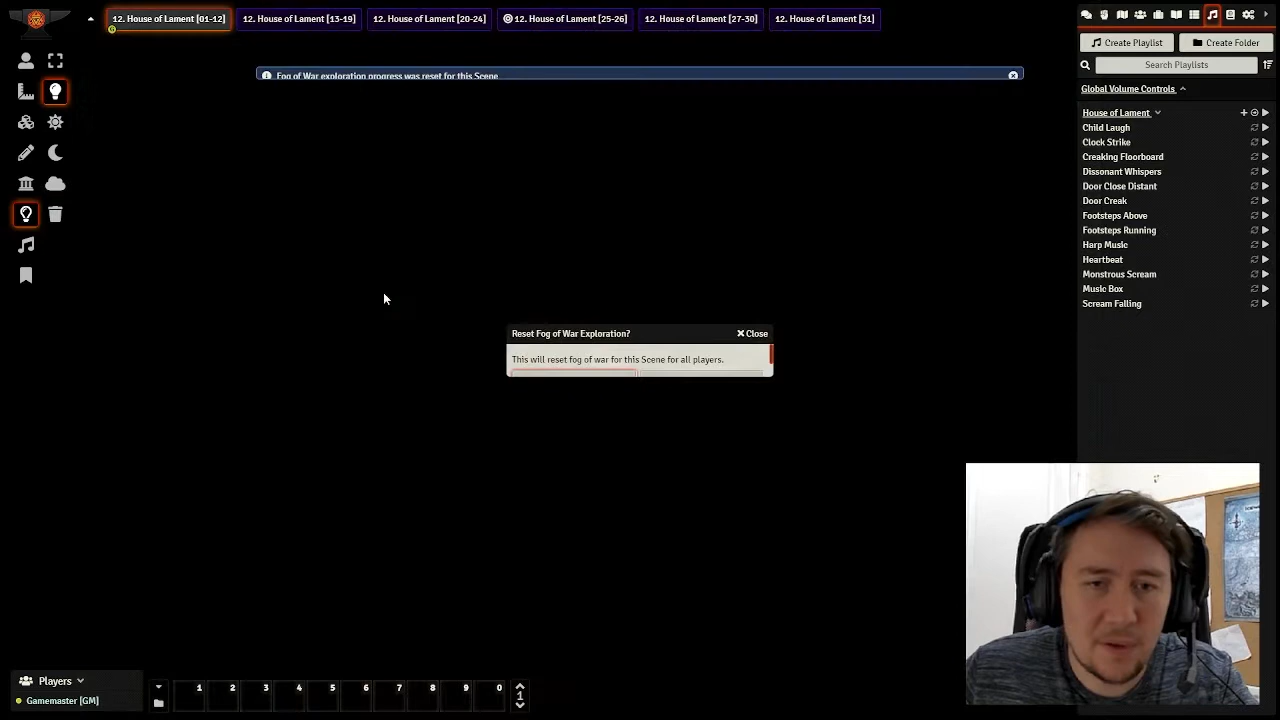 12. House of Lament [01-12]
12. House of Lament [13-19]
12. House of Lament [20-24]
12. House of Lament [25-26]
12. House of Lament [27-30]
12. House of Lament [31]
G
Fog of War exploration progress was reset for this Scene
Create Playlist
Create Folder
Search Playlists
Global Volume Controls
House of Lament
Child Laugh
Clock Strike
Creaking Floorboard
Dissonant Whispers
Door Close Distant
Door Creak
Footsteps Above
Footsteps Running
Harp Music
Heartbeat
Monstrous Scream
Music Box
Scream Falling
Reset Fog of War Exploration?
Close
This will reset fog of war for this Scene for all players.
Players
Gamemaster [GM]
1 2 3 4 5 6 7 8 9 0
1